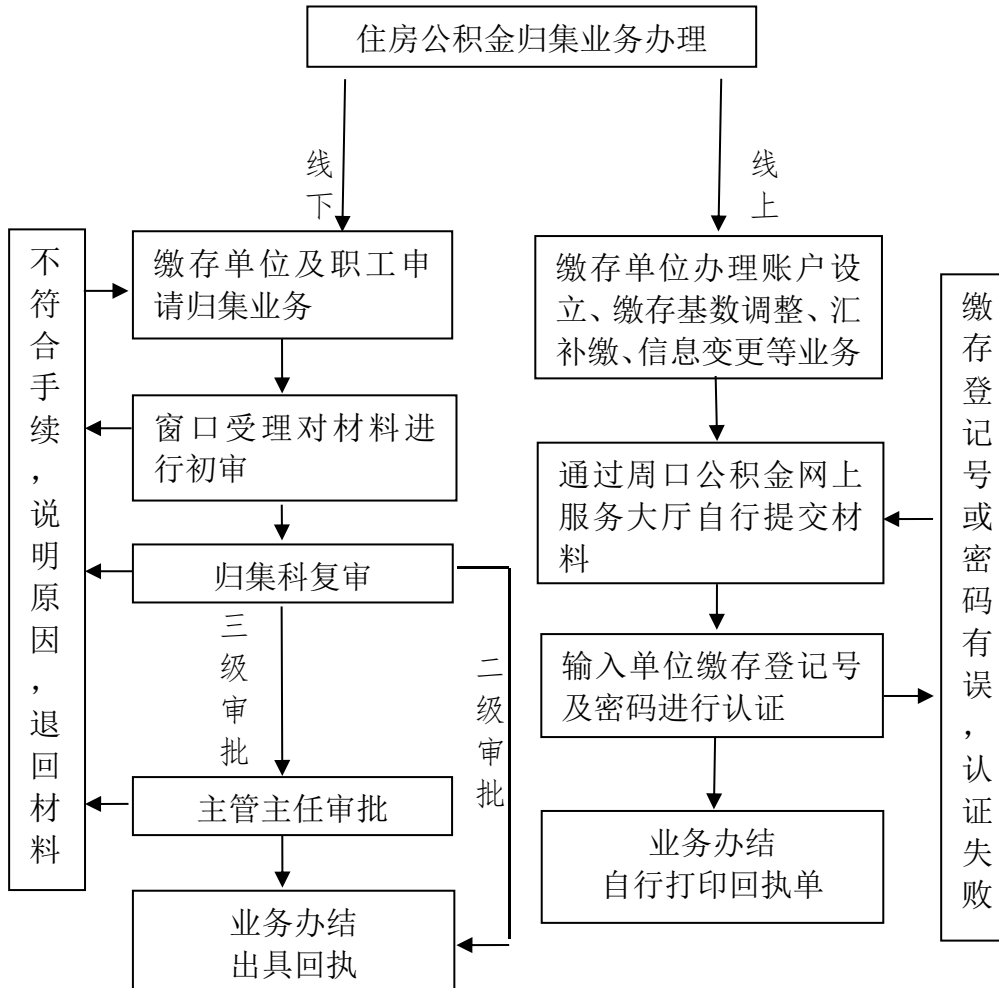 住房公积金归集业务办理
线下
线上
不符合手续，说明原因，退回材料
缴存单位及职工申
请归集业务
窗口受理对材料进
行初审
归集科复审
三级审批
二级审批
主管主任审批
业务办结
出具回执
缴存单位办理账户设
立、缴存基数调整、汇
补缴、信息变更等业务
通过周口公积金网上
服务大厅自行提交材
料
输入单位缴存登记号
及密码进行认证
业务办结
自行打印回执单
缴存登记号或密码有误，认证失败